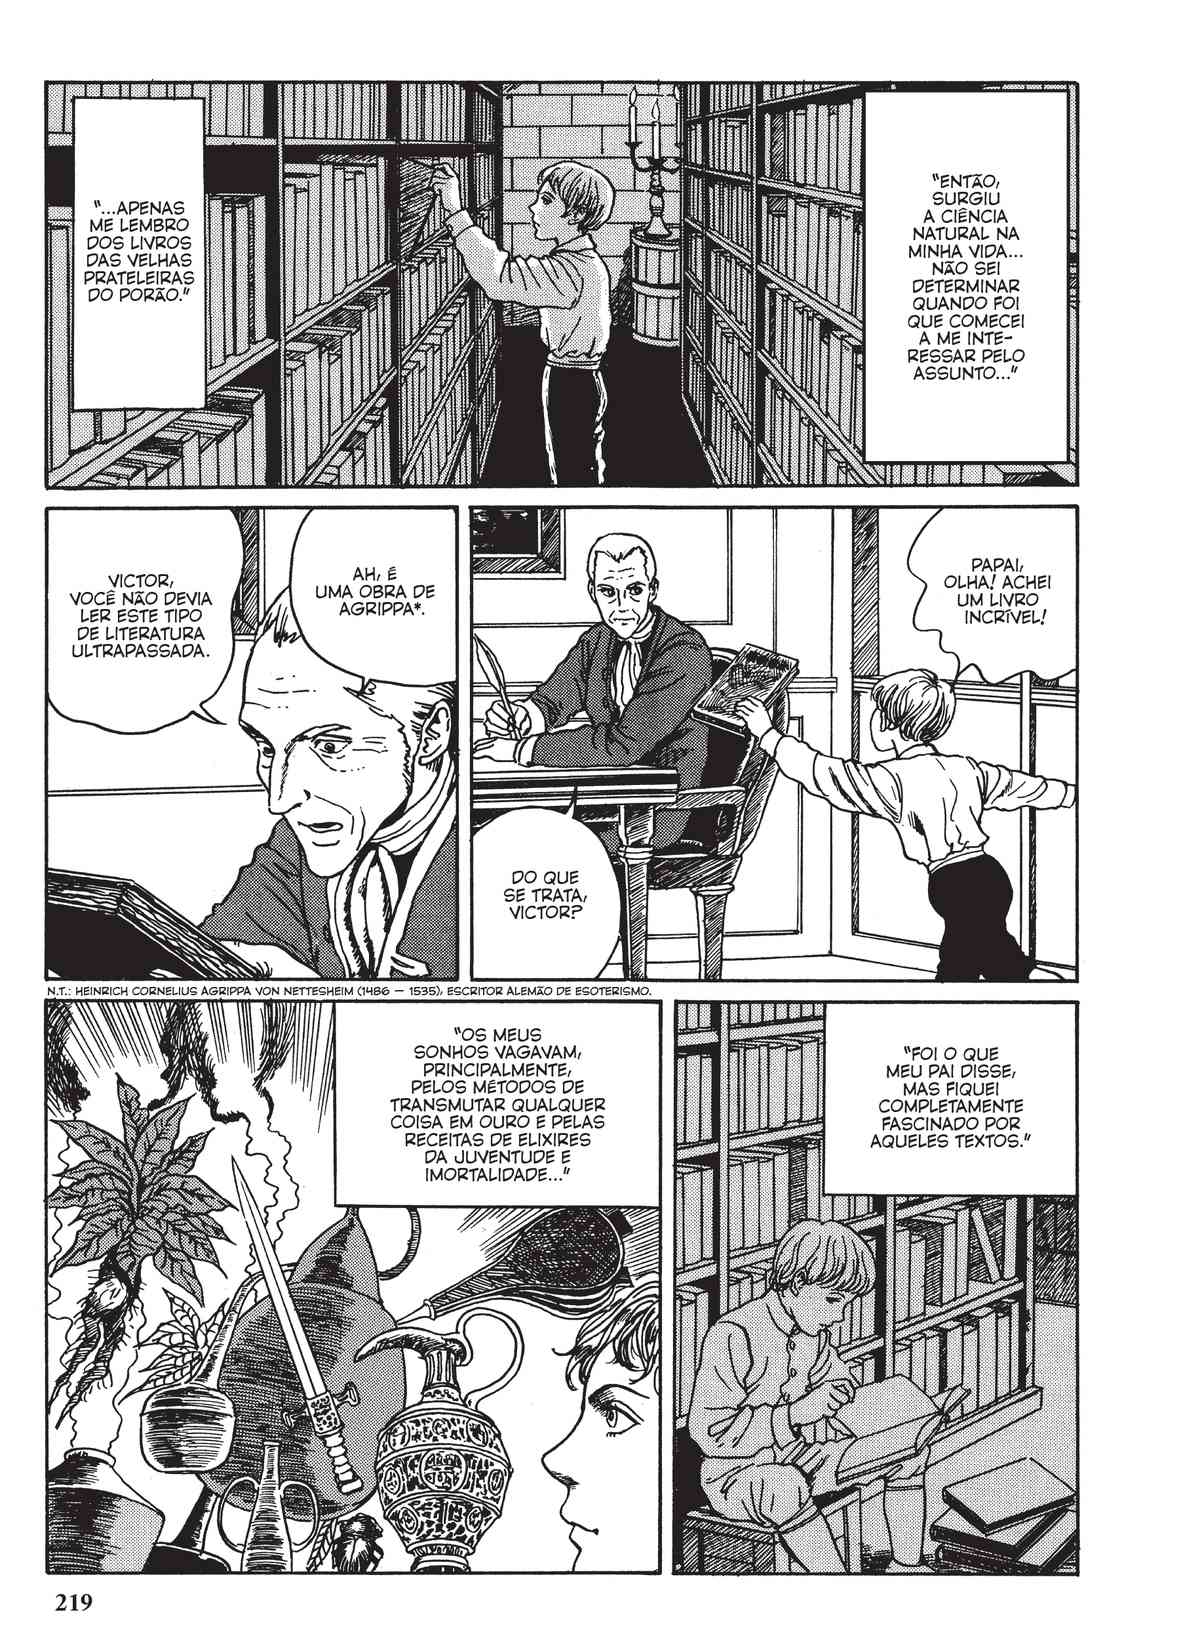 "ENTÃO,
SURGIU
A CIÊNCIA
NATURAL NA
MINHA VIDA...
NÃO SEI
DETERMINAR
QUANDO FOI
QUE COMECEI
A ME INTE-
RESSAR PELO
ASSUNTO..."
"...APENAS
ME LEMBRO
DOS LIVROS
DAS VELHAS
PRATELEIRAS
DO PORÃO."
PAPAI,
OLHA! ACHEI
UM LIVRO
INCRÍVEL!
DO QUE
SE TRATA,
VICTOR?
AH, É
UMA OBRA DE
AGRIPPA*.
VICTOR,
VOCÊ NÃO DEVIA
LER ESTE TIPO
DE LITERATURA
ULTRAPASSADA.
N.T.: HEINRICH CORNELIUS AGRIPPA VON NETTESHEIM (1486 – 1535), ESCRITOR ALEMÃO DE ESOTERISMO.
"FOI O QUE
MEU PAI DISSE,
MAS FIQUEI
COMPLETAMENTE
FASCINADO POR
AQUELES TEXTOS."
"OS MEUS
SONHOS VAGAVAM,
PRINCIPALMENTE,
PELOS MÉTODOS DE
TRANSMUTAR QUALQUER
COISA EM OURO E PELAS
RECEITAS DE ELIXIRES
DA JUVENTUDE E
IMORTALIDADE..."
219